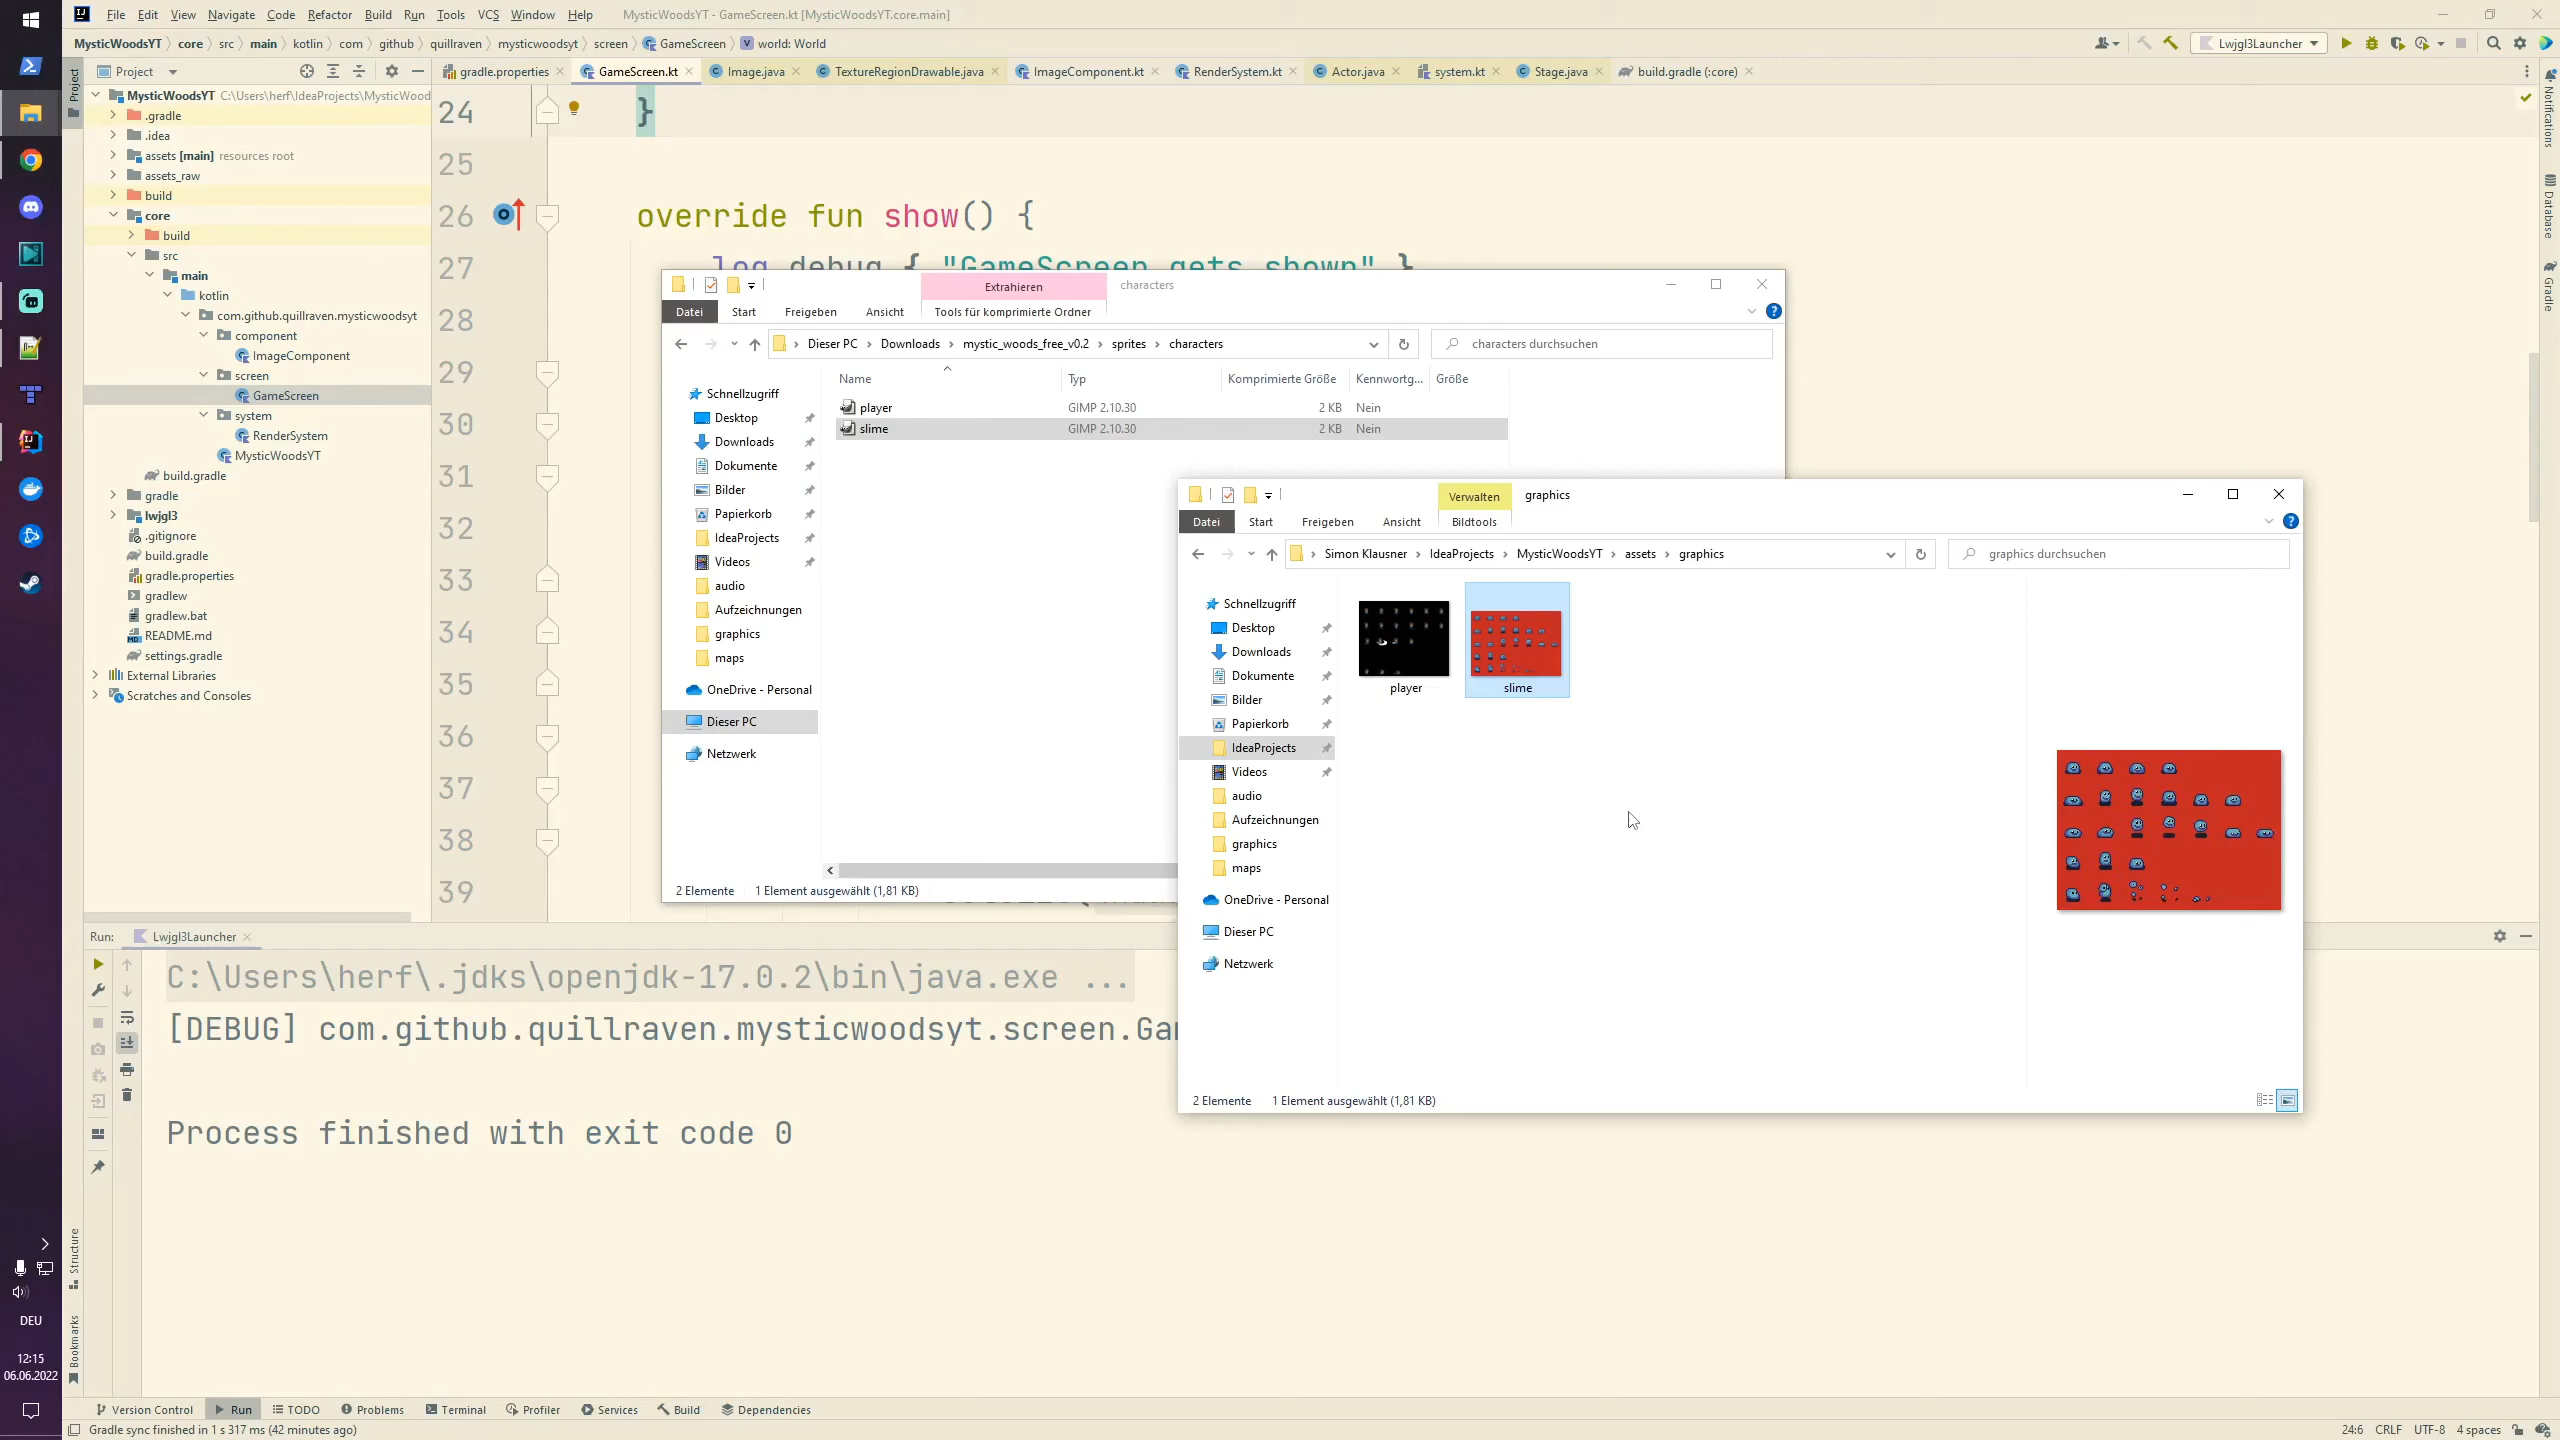 File Edit View Navigate Code Refactor Build Run Tools VCS Window Help MysticWoodsYT - GameScreen.kt [MysticWoodsYT.core.main]
MysticWoodsYT core src main kotlin com github quillraven mysticwoodsyt screen GameScreen world: World
Lwjgl3Launcher
Project
gradle.properties GameScreen.kt Image.java TextureRegionDrawable.java ImageComponent.kt RenderSystem.kt Actor.java system.kt Stage.java build.gradle (:core)
Project
MysticWoodsYT C:\Users\herf\IdeaProjects\MysticWood
.gradle
.idea
assets [main] resources root
assets_raw
build
core
build
src
main
kotlin
com.github.quillraven.mysticwoodsyt
component
ImageComponent
screen
GameScreen
system
RenderSystem
MysticWoodsYT
build.gradle
gradle
lwjgl3
.gitignore
build.gradle
gradle.properties
gradlew
gradlew.bat
README.md
settings.gradle
External Libraries
Scratches and Consoles
24 }
25
26 override fun show() {
27 log debug { "GameScreen gets shown" }
28
29
30
31
32
33
34
35
36
37
38
39
Notifications
Database
Gradle
Extrahieren characters
Datei Start Freigeben Ansicht Tools für komprimierte Ordner
Dieser PC Downloads mystic_woods_free_v0.2 sprites characters
characters durchsuchen
Name Typ Komprimierte Größe Kennwortg... Größe
player GIMP 2.10.30 2 KB Nein
slime GIMP 2.10.30 2 KB Nein
Schnellzugriff
Desktop
Downloads
Dokumente
Bilder
Papierkorb
IdeaProjects
Videos
audio
Aufzeichnungen
graphics
maps
OneDrive - Personal
Dieser PC
Netzwerk
2 Elemente 1 Element ausgewählt (1,81 KB)
Verwalten graphics
Datei Start Freigeben Ansicht Bildtools
Simon Klausner IdeaProjects MysticWoodsYT assets graphics
graphics durchsuchen
Schnellzugriff
Desktop
Downloads
Dokumente
Bilder
Papierkorb
IdeaProjects
Videos
audio
Aufzeichnungen
graphics
maps
OneDrive - Personal
Dieser PC
Netzwerk
player
slime
2 Elemente 1 Element ausgewählt (1,81 KB)
Run: Lwjgl3Launcher
C:\Users\herf\.jdks\openjdk-17.0.2\bin\java.exe ...
[DEBUG] com.github.quillraven.mysticwoodsyt.screen.Ga
Process finished with exit code 0
Structure
Bookmarks
DEU
12:15
06.06.2022
Version Control Run TODO Problems Terminal Profiler Services Build Dependencies
Gradle sync finished in 1 s 317 ms (42 minutes ago)
24:6 CRLF UTF-8 4 spaces